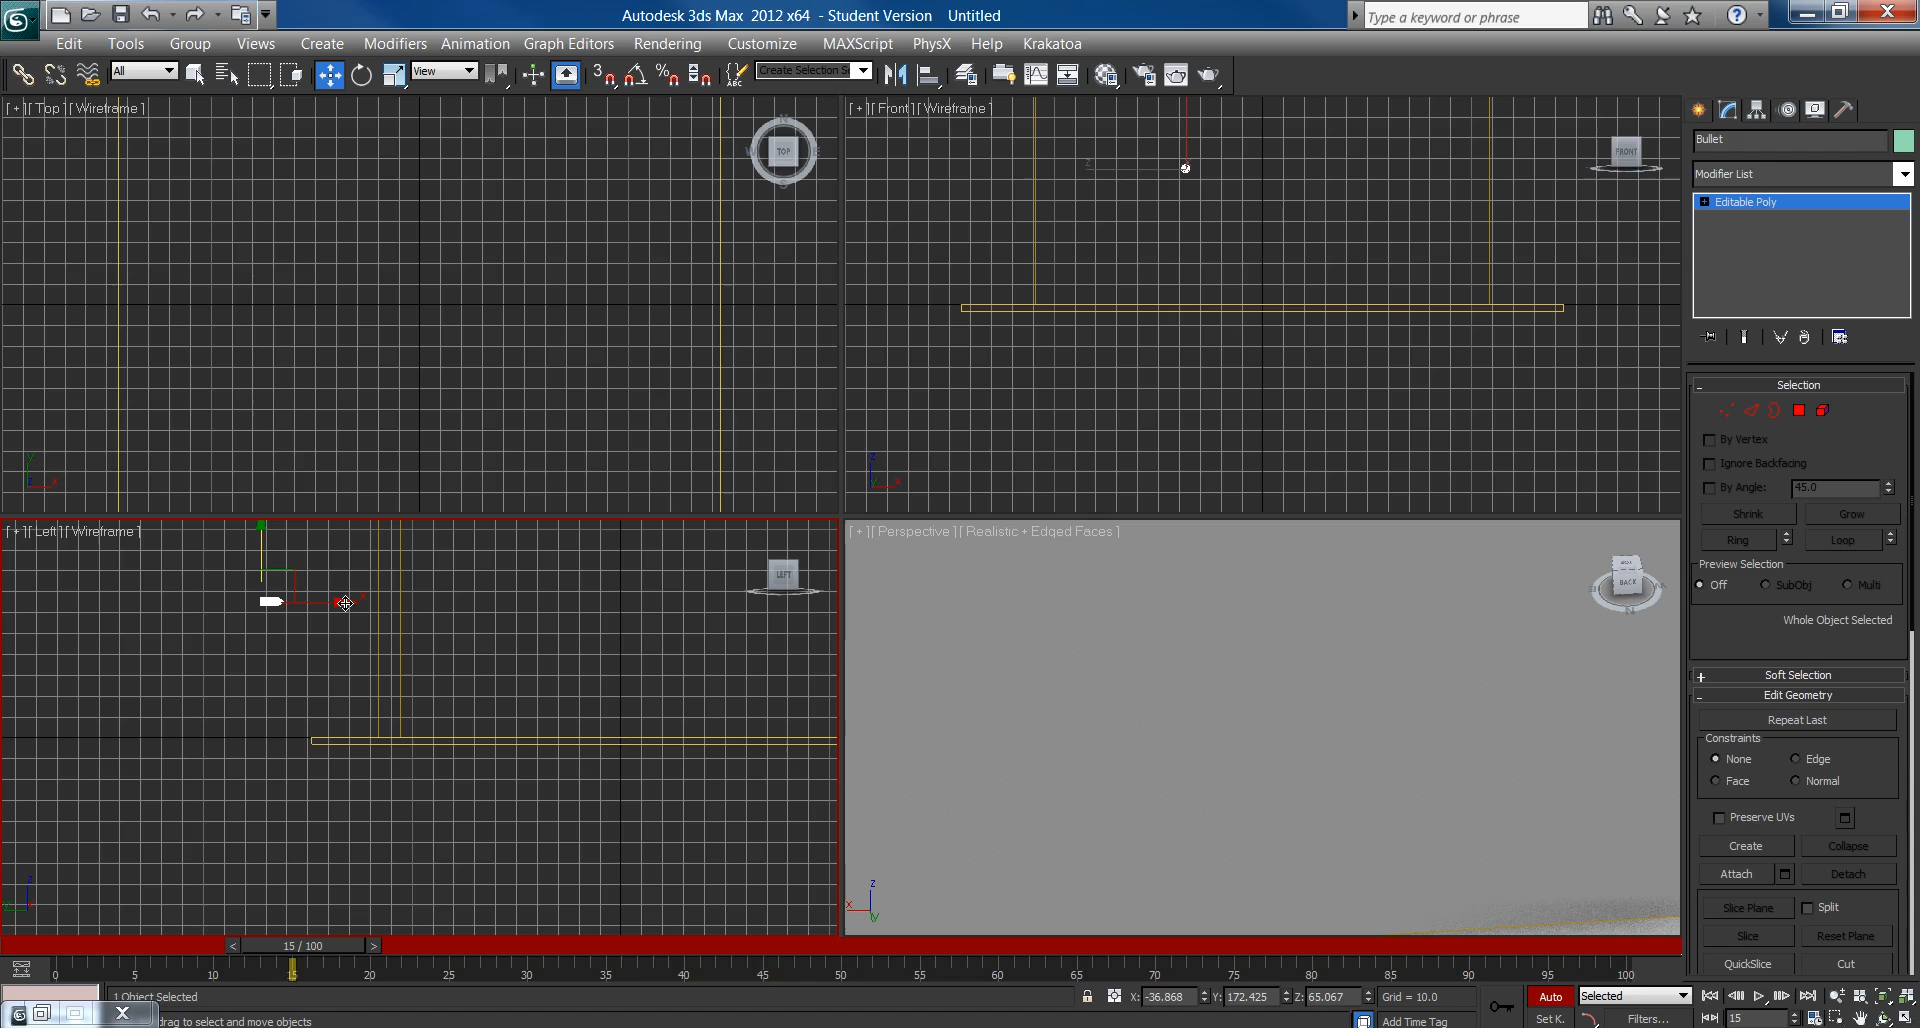 Autodesk 3ds Max 2012 x64 - Student Version Untitled
Type a keyword or phrase
Edit Tools Group Views Create Modifiers Animation Graph Editors Rendering Customize MAXScript PhysX Help Krakatoa
All View 3 % ABC Create Selection Se
[ + ][ Top ][ Wireframe ]
[ + ][ Front ][ Wireframe ]
N
TOP
S
FRONT
Bullet
Modifier List
Editable Poly
z
y
z x
z
x
Selection
By Vertex
Ignore Backfacing
By Angle: 45.0
Shrink Grow
Ring Loop
Preview Selection
Off SubObj Multi
Whole Object Selected
Soft Selection
Edit Geometry
Repeat Last
Constraints
None Edge
Face Normal
Preserve UVs
Create Collapse
Attach Detach
Slice Plane Split
Slice Reset Plane
QuickSlice Cut
[ + ][ Left ][ Wireframe ]
[ + ][ Perspective ][ Realistic + Edged Faces ]
LEFT
BACK
N
x
z
z
x
y
< 15 / 100 >
0 5 10 15 20 25 30 35 40 45 50 55 60 65 70 75 80 85 90 95 100
1 Object Selected
X: -36.868 Y: 172.425 Z: 65.067 Grid = 10.0
Auto Selected
drag to select and move objects
Add Time Tag
Set K. Filters... 15